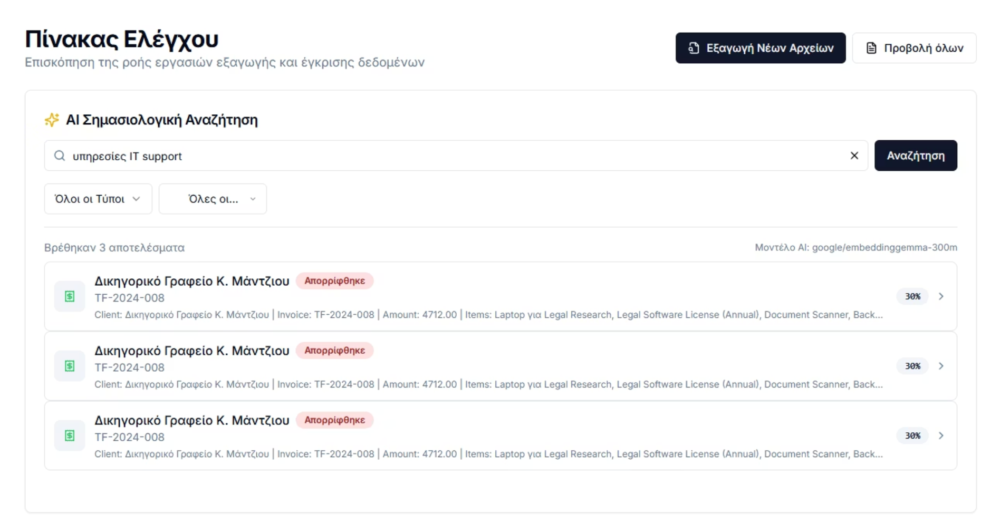 Πίνακας Ελέγχου
Επισκόπηση της ροής εργασιών εξαγωγής και έγκρισης δεδομένων
Εξαγωγή Νέων Αρχείων
Προβολή όλων
AI Σημασιολογική Αναζήτηση
υπηρεσίες IT support
Αναζήτηση
Όλοι οι Τύποι
Όλες οι...
Βρέθηκαν 3 αποτελέσματα
Μοντέλο AI: google/embeddinggemma-300m
Δικηγορικό Γραφείο Κ. Μάντζιου Απορρίφθηκε
TF-2024-008
Client: Δικηγορικό Γραφείο Κ. Μάντζιου | Invoice: TF-2024-008 | Amount: 4712.00 | Items: Laptop για Legal Research, Legal Software License (Annual), Document Scanner, Back...
30%
Δικηγορικό Γραφείο Κ. Μάντζιου Απορρίφθηκε
TF-2024-008
Client: Δικηγορικό Γραφείο Κ. Μάντζιου | Invoice: TF-2024-008 | Amount: 4712.00 | Items: Laptop για Legal Research, Legal Software License (Annual), Document Scanner, Back...
30%
Δικηγορικό Γραφείο Κ. Μάντζιου Απορρίφθηκε
TF-2024-008
Client: Δικηγορικό Γραφείο Κ. Μάντζιου | Invoice: TF-2024-008 | Amount: 4712.00 | Items: Laptop για Legal Research, Legal Software License (Annual), Document Scanner, Back...
30%